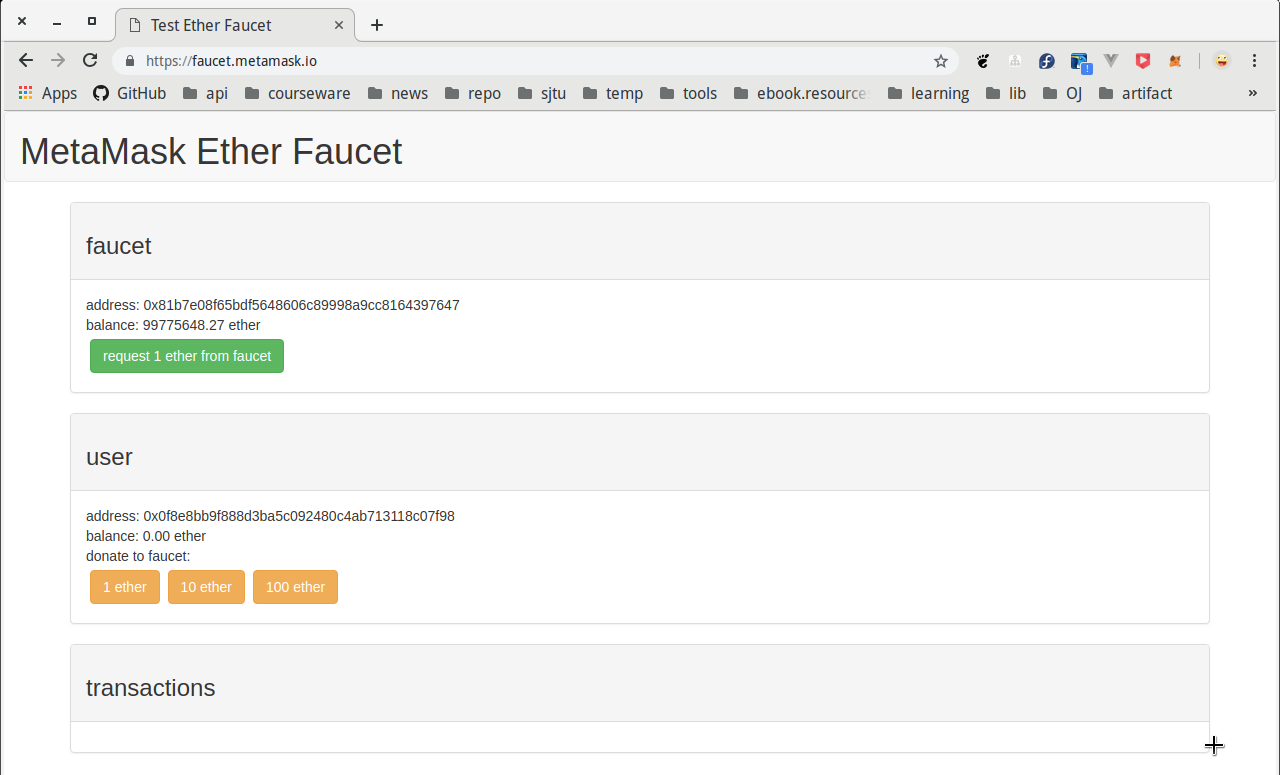 Test Ether Faucet
https://faucet.metamask.io
Apps GitHub api courseware news repo sjtu temp tools ebook.resource learning lib OJ artifact »
MetaMask Ether Faucet
faucet
address: 0x81b7e08f65bdf5648606c89998a9cc8164397647
balance: 99775648.27 ether
request 1 ether from faucet
user
address: 0x0f8e8bb9f888d3ba5c092480c4ab713118c07f98
balance: 0.00 ether
donate to faucet:
1 ether 10 ether 100 ether
transactions